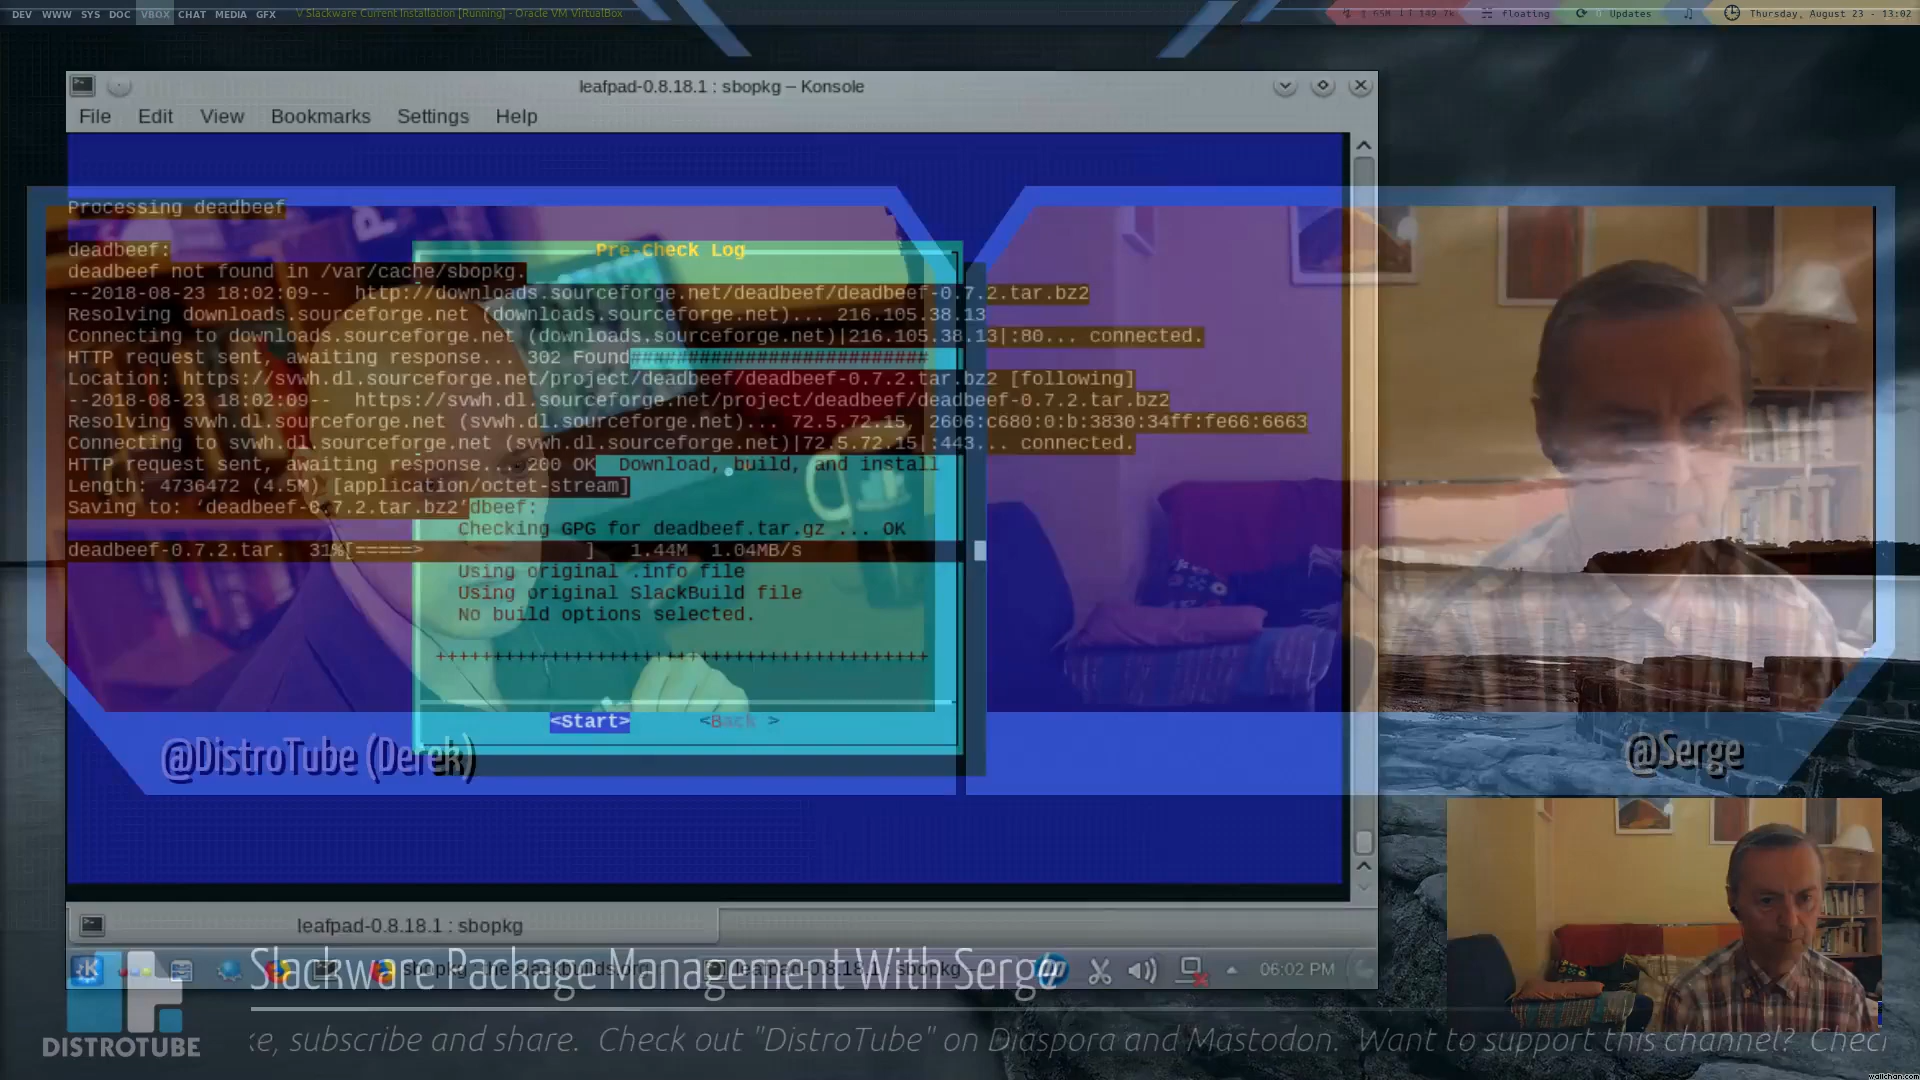 DEV WWW SYS DOC VBOX CHAT MEDIA GFX
V Slackware Current Installation [Running] - Oracle VM VirtualBox
floating
Updates
Thursday, August 23 - 13:02
leafpad-0.8.18.1 : sbopkg – Konsole
File Edit View Bookmarks Settings Help
Processing deadbeef
deadbeef:
Pre-Check Log
deadbeef not found in /var/cache/sbopkg.
--2018-08-23 18:02:09-- http://downloads.sourceforge.net/deadbeef/deadbeef-0.7.2.tar.bz2
Resolving downloads.sourceforge.net (downloads.sourceforge.net)... 216.105.38.13
Connecting to downloads.sourceforge.net (downloads.sourceforge.net)|216.105.38.13|:80... connected.
HTTP request sent, awaiting response... 302 Found##########################
Location: https://svwh.dl.sourceforge.net/project/deadbeef/deadbeef-0.7.2.tar.bz2 [following]
--2018-08-23 18:02:09-- https://svwh.dl.sourceforge.net/project/deadbeef/deadbeef-0.7.2.tar.bz2
Resolving svwh.dl.sourceforge.net (svwh.dl.sourceforge.net)... 72.5.72.15, 2606:c680:0:b:3830:34ff:fe66:6663
Connecting to svwh.dl.sourceforge.net (svwh.dl.sourceforge.net)|72.5.72.15|:443... connected.
HTTP request sent, awaiting response... 200 OK Download, build, and install
Length: 4736472 (4.5M) [application/octet-stream]
Saving to: ‘deadbeef-0.7.2.tar.bz2’dbeef:
Checking GPG for deadbeef.tar.gz ... OK
deadbeef-0.7.2.tar. 31%[=====> ] 1.44M 1.04MB/s
Using original .info file
Using original SlackBuild file
No build options selected.
+++++++++++++++++++++++++++++++++++++++++++
<Start> <Back >
@DistroTube (Derek)
@Serge
leafpad-0.8.18.1 : sbopkg
06:02 PM
Slackware Package Management With Serge
DISTROTUBE
ke, subscribe and share. Check out "DistroTube" on Diaspora and Mastodon. Want to support this channel? Check
wallchan.com